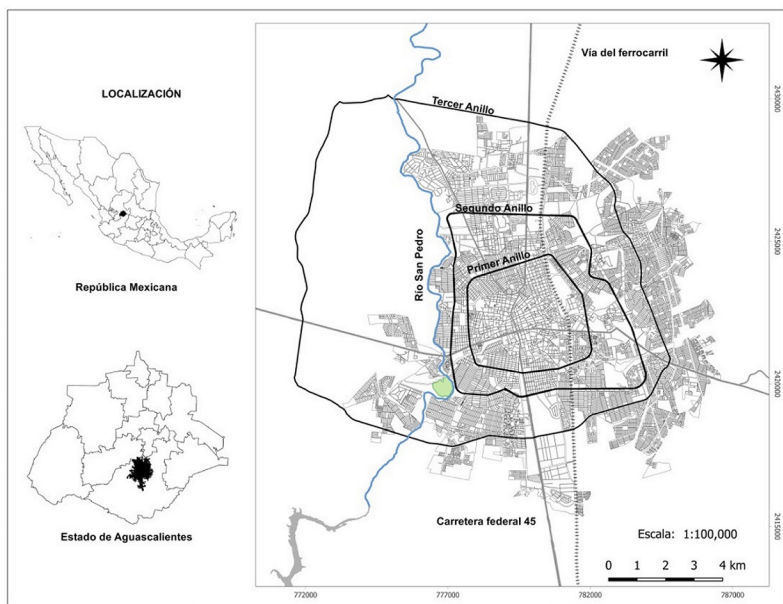 LOCALIZACIÓN
República Mexicana
Estado de Aguascalientes
Vía del ferrocarril
Tercer Anillo
Segundo Anillo
Primer Anillo
Río San Pedro
Carretera federal 45
Escala: 1:100,000
0 1 2 3 4 km
772000 777000 782000 787000
2430000
2425000
2420000
2415000